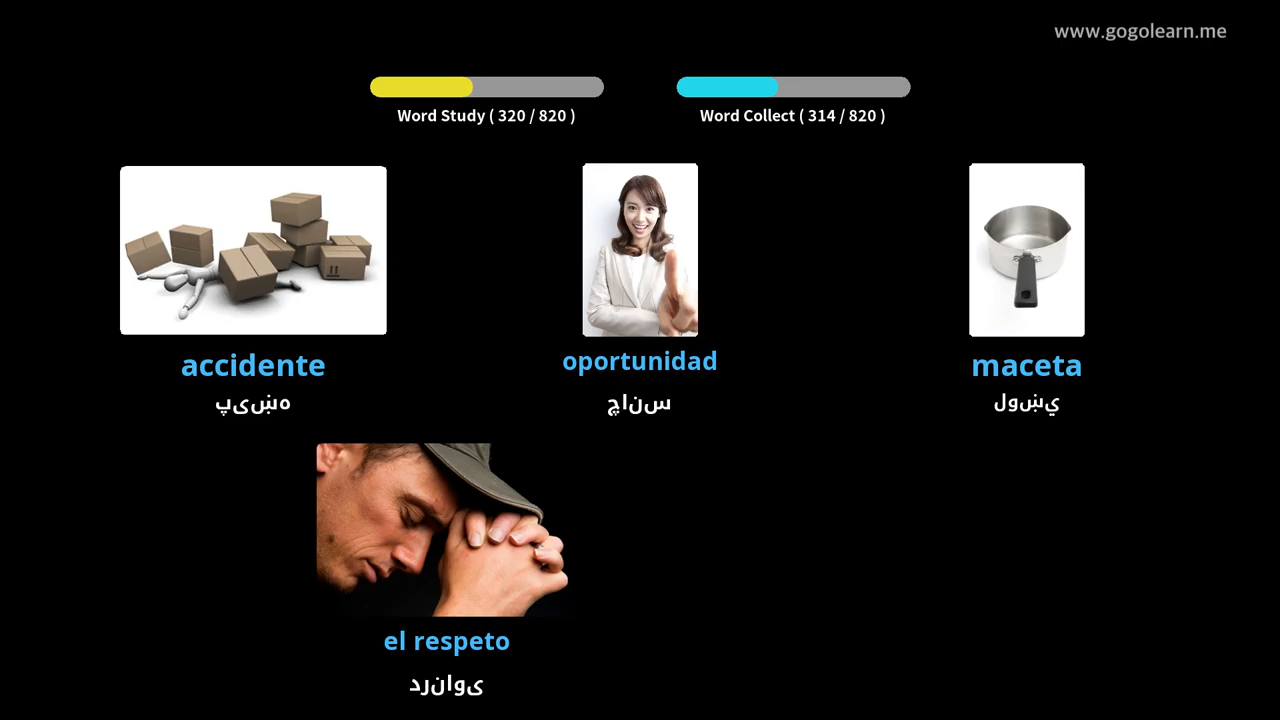 www.gogolearn.me
Word Study ( 320 / 820 )
Word Collect ( 314 / 820 )
accidente
oportunidad
maceta
پیښه
چانس
لوښي
el respeto
درناوی